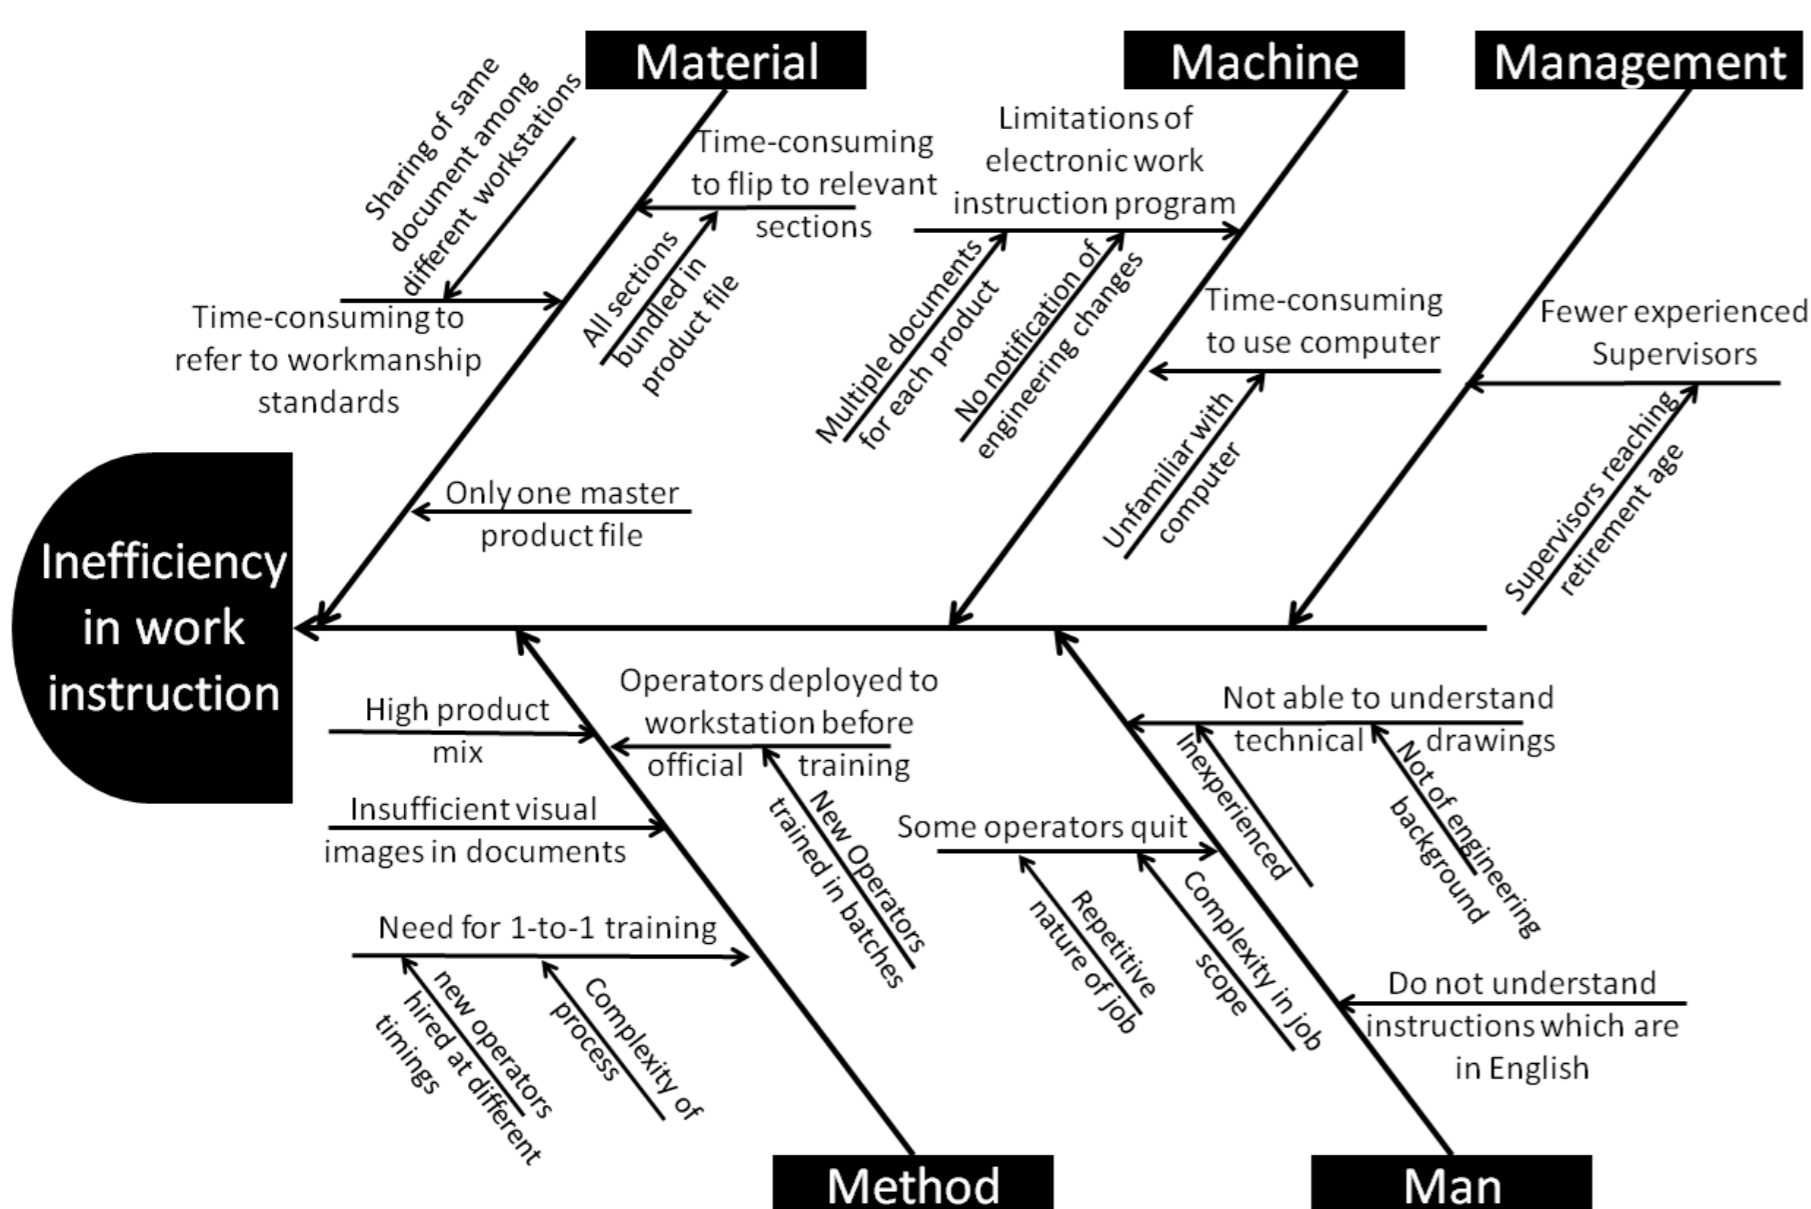 Material
Machine
Management
Sharing of same
document among
different workstations
Time-consuming to
refer to workmanship
standards
Time-consuming
to flip to relevant
sections
All sections
bundled in
product file
Only one master
product file
Limitations of
electronic work
instruction program
Multiple documents
for each product
No notification of
engineering changes
Time-consuming
to use computer
Unfamiliar with
computer
Fewer experienced
Supervisors
Supervisors reaching
retirement age
Inefficiency
in work
instruction
High product
mix
Insufficient visual
images in documents
Need for 1-to-1 training
new operators
hired at different
timings
Complexity of
process
Operators deployed to
workstation before
official training
New Operators
trained in batches
Not able to understand
technical drawings
Inexperienced
Not of engineering
background
Some operators quit
Repetitive
nature of job
Complexity in job
scope
Do not understand
instructions which are
in English
Method
Man